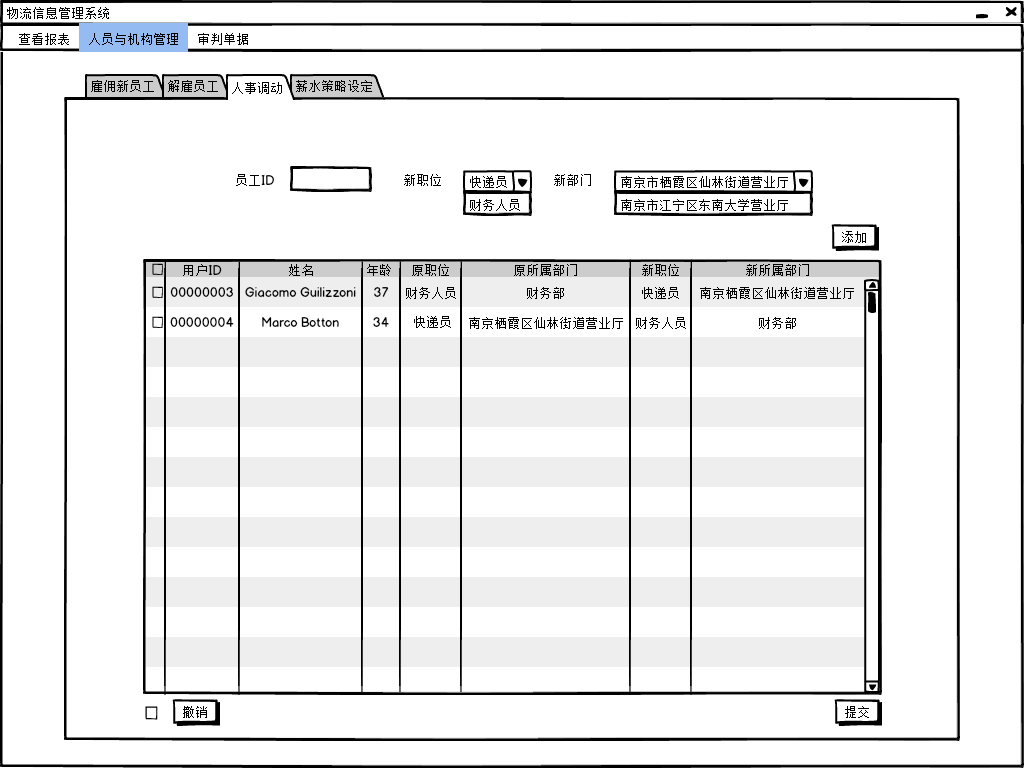 物流信息管理系统
查看报表 人员与机构管理 审判单据
雇佣新员工 解雇员工 人事调动 薪水策略设定
员工ID 新职位 快递员 新部门 南京市栖霞区仙林街道营业厅
财务人员 南京市江宁区东南大学营业厅
添加
用户ID 姓名 年龄 原职位 原所属部门 新职位 新所属部门
00000003 Giacomo Guilizzoni 37 财务人员 财务部 快递员 南京栖霞区仙林街道营业厅
00000004 Marco Botton 34 快递员 南京栖霞区仙林街道营业厅 财务人员 财务部
撤销 提交